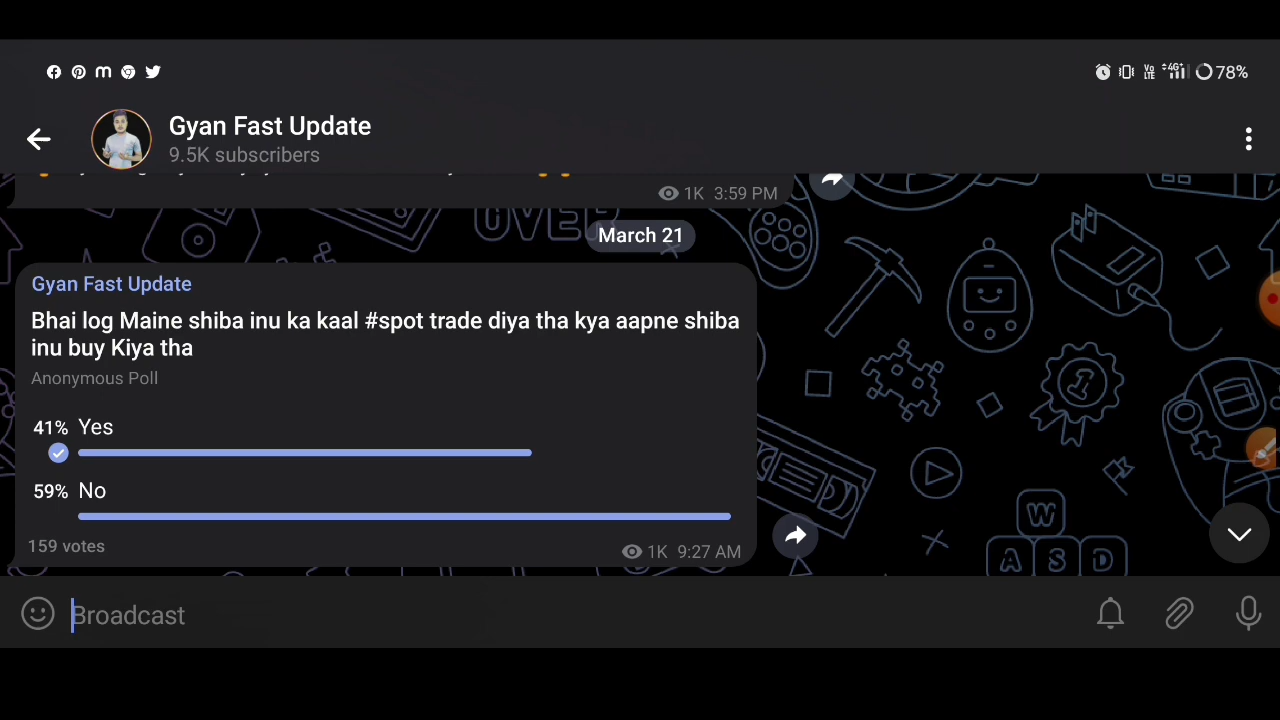 78%
Gyan Fast Update
9.5K subscribers
1K 3:59 PM
March 21
Gyan Fast Update
Bhai log Maine shiba inu ka kaal #spot trade diya tha kya aapne shiba
inu buy Kiya tha
Anonymous Poll
41% Yes
59% No
159 votes
1K 9:27 AM
Broadcast